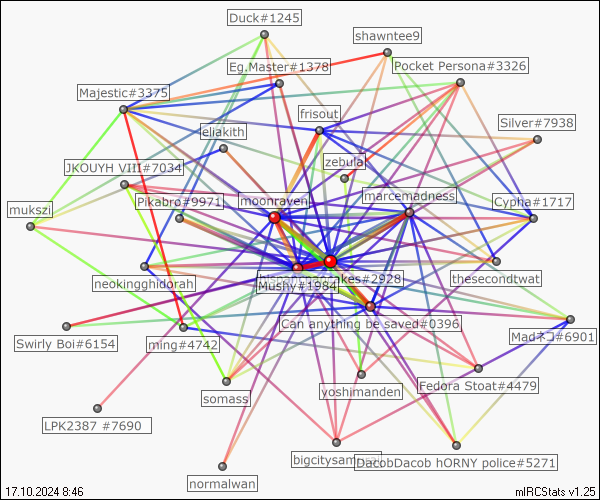 Duck#1245
shawntee9
Eg.Master#1378
Pocket Persona#3326
Majestic#3375
frisout
Silver#7938
eliakith
zebula
JKOUYH VIII#7034
moonraven
marcemadness
Pikabro#9971
Cypha#1717
mukszi
neokingghidorah
thesecondtwat
Mushy#1984
akes#2928
Can anything be saved#0396
Swirly Boi#6154
ming#4742
Madネコ#6901
somass
yoshimanden
Fedora Stoat#4479
LPK2387 #7690
bigcitysam
DacobDacob hORNY police#5271
normalwan
17.10.2024 8:46
mIRCStats v1.25